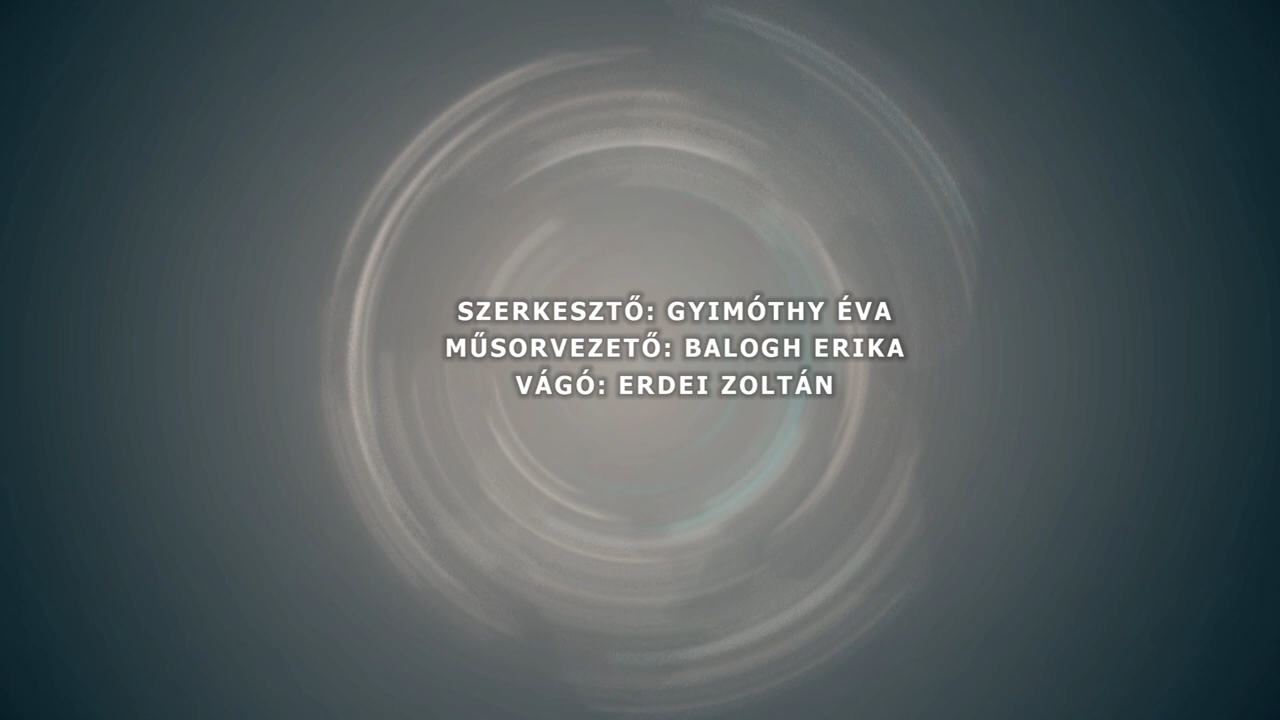 SZERKESZTŐ: GYIMÓTHY ÉVA
MŰSORVEZETŐ: BALOGH ERIKA
VÁGÓ: ERDEI ZOLTÁN